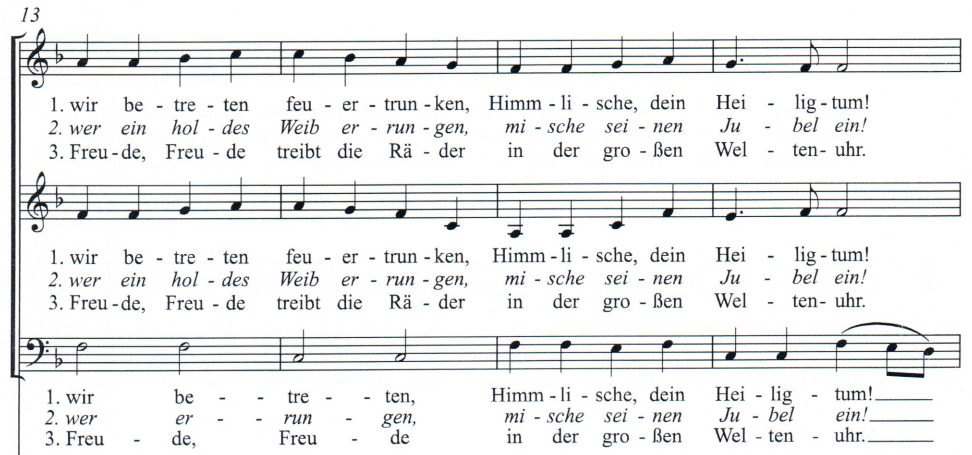 13
1. wir be - tre - ten feu - er - trun - ken, Himm - li - sche, dein Hei - lig - tum!
2. wer ein hol - des Weib er - run - gen, mi - sche sei - nen Ju - bel ein!
3. Freu - de, Freu - de treibt die Rä - der in der gro - ßen Wel - ten - uhr.
1. wir be - tre - ten feu - er - trun - ken, Himm - li - sche, dein Hei - lig - tum!
2. wer ein hol - des Weib er - run - gen, mi - sche sei - nen Ju - bel ein!
3. Freu - de, Freu - de treibt die Rä - der in der gro - ßen Wel - ten - uhr.
1. wir be - - tre - - ten, Himm - li - sche, dein Hei - lig - tum!
2. wer er - - run - gen, mi - sche sei - nen Ju - bel ein!
3. Freu - de, Freu - de in der gro - ßen Wel - ten - uhr.